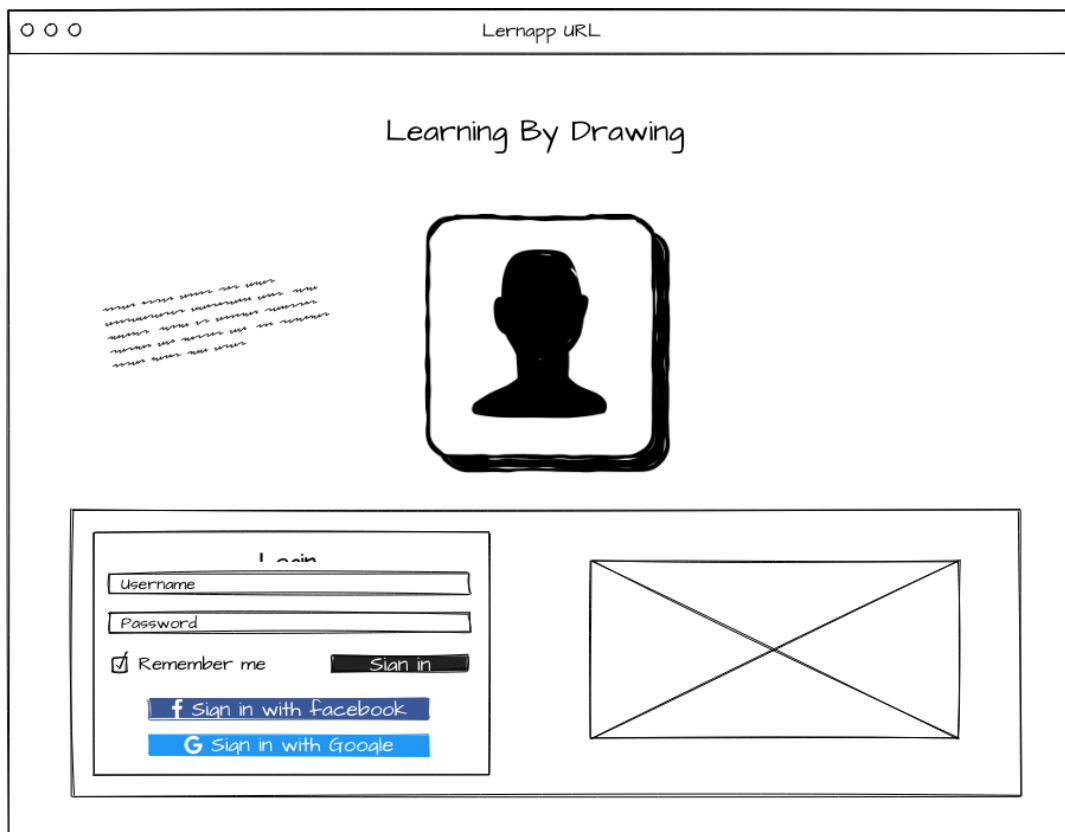 Lernapp URL
Learning By Drawing
Login
Username
Password
Remember me
Sign in
Sign in with facebook
G Sign in with Google